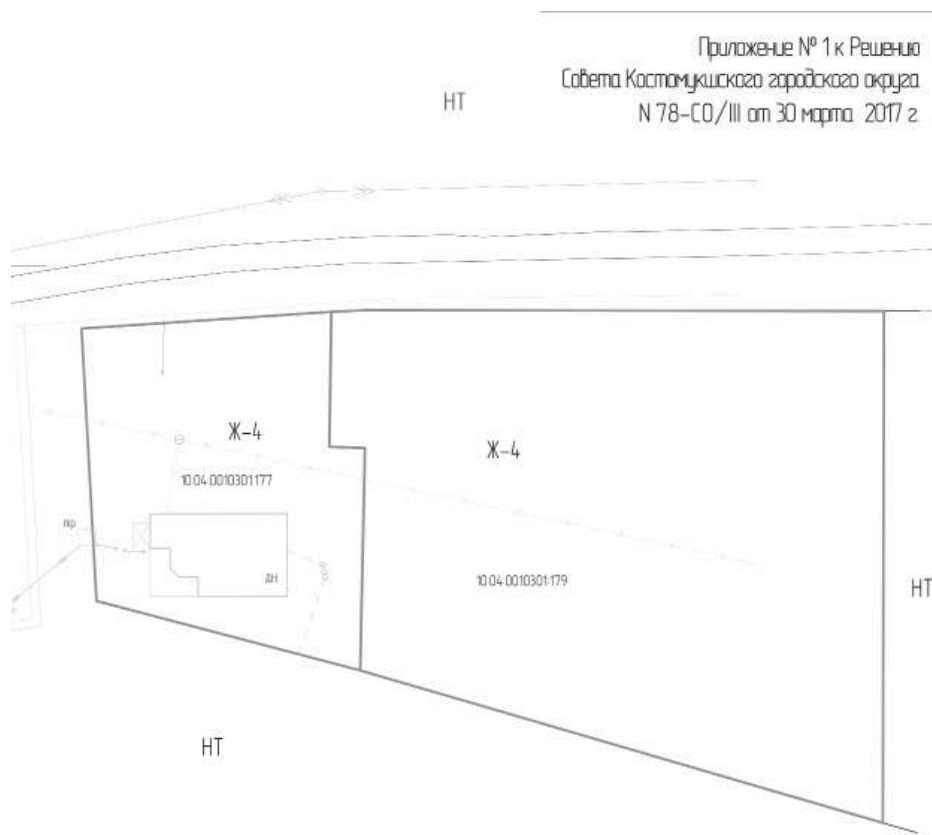 Приложение № 1 к Решению
Совета Костомукшского городского округа
N 78-СО/III от 30 марта 2017 г.
НТ
Ж-4
Ж-4
10:04:0010301:177
тр
ДН
10:04:0010301:179
НТ
НТ